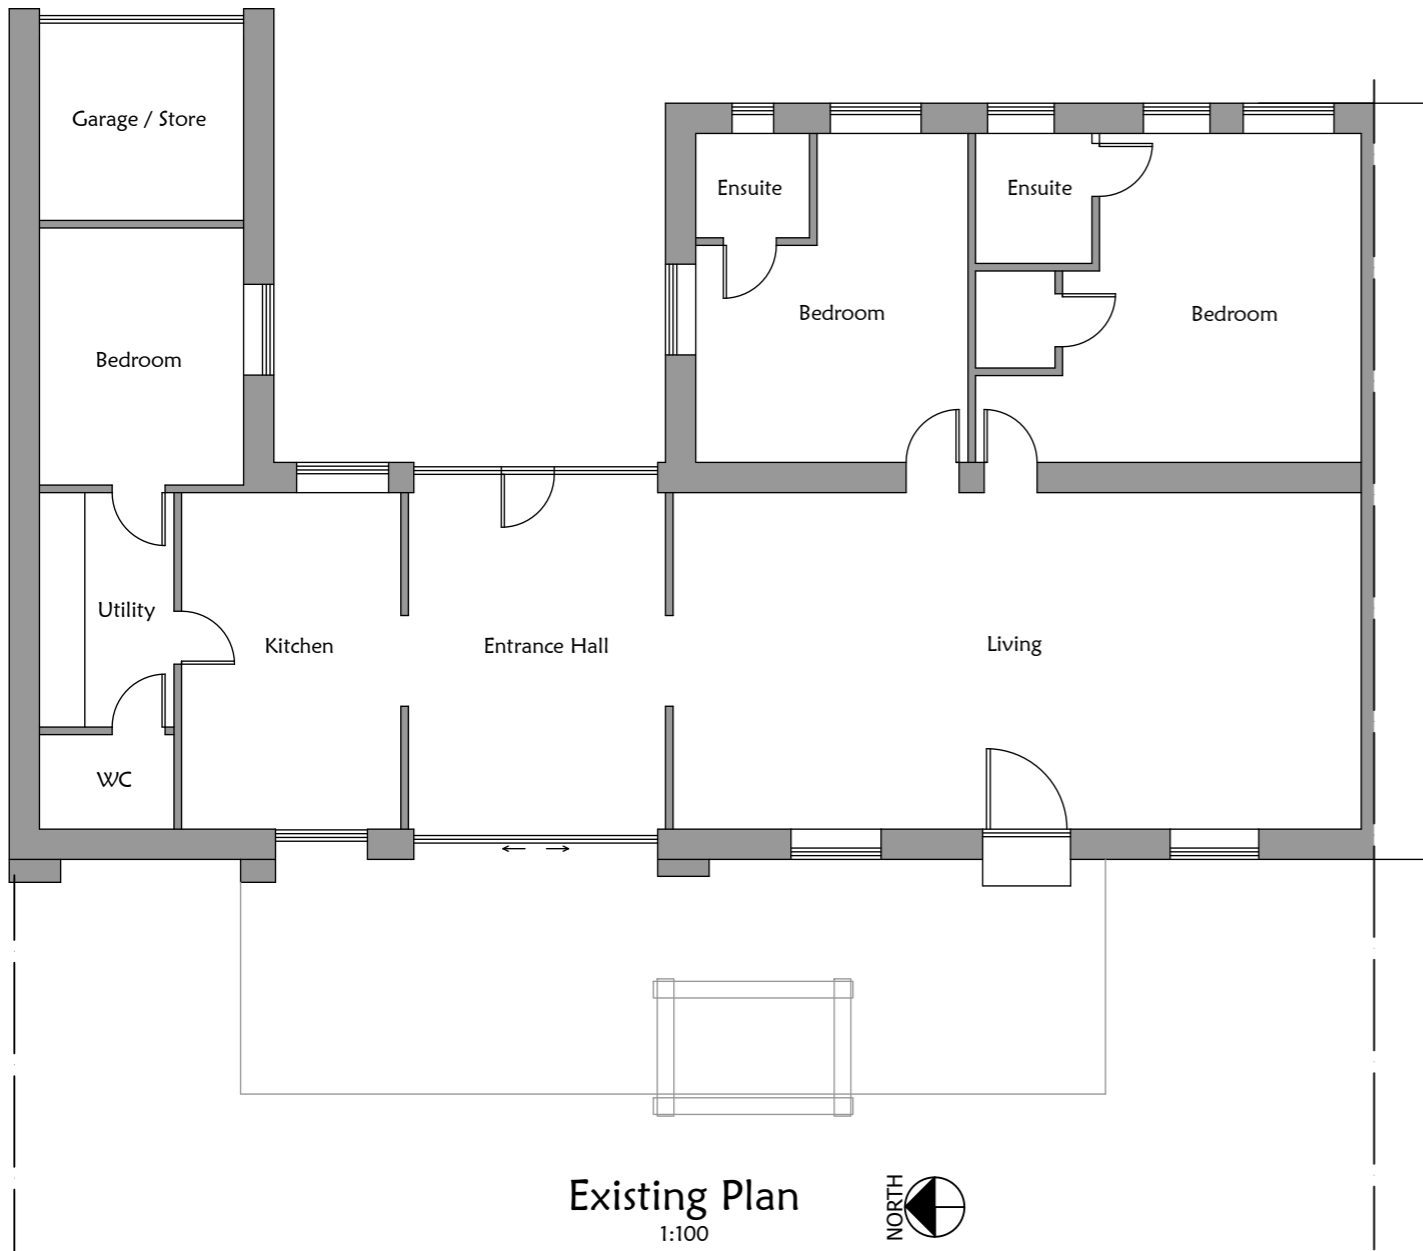 Garage / Store
Ensuite
Ensuite
Bedroom
Bedroom
Bedroom
Utility
Kitchen
Entrance Hall
Living
WC
Existing Plan
1:100
NORTH